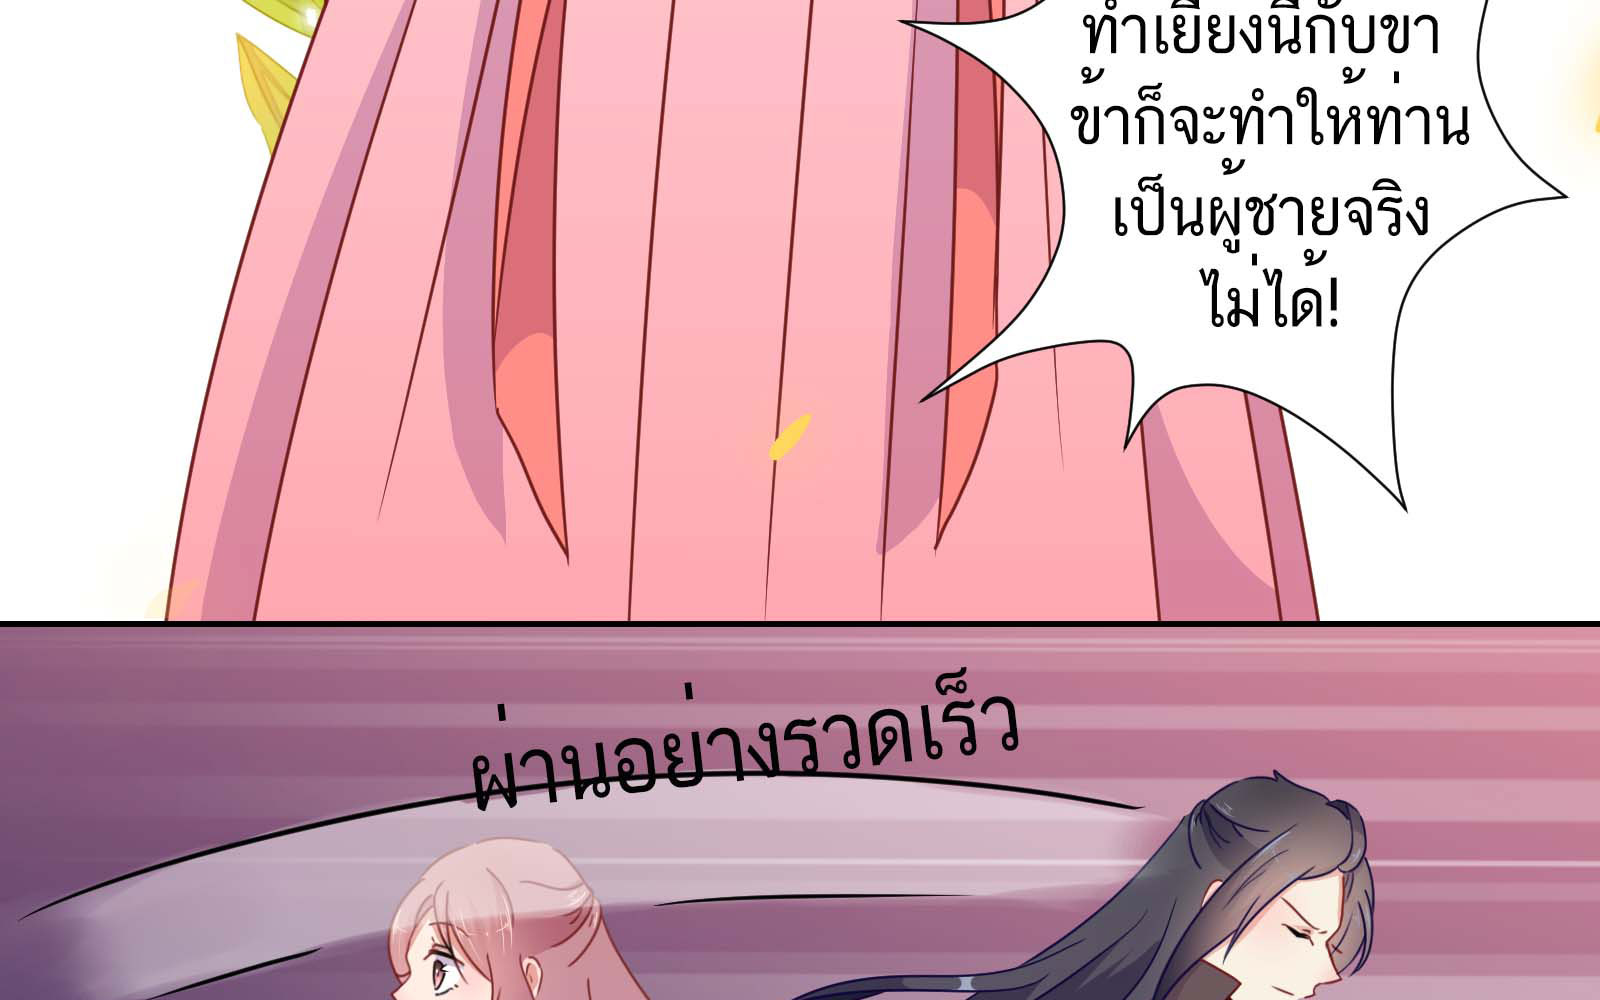 ทำเยี่ยงนี้กับข้า
ข้าก็จะทำให้ท่าน
เป็นผู้ชายจริง
ไม่ได้!
ผ่านอย่างรวดเร็ว